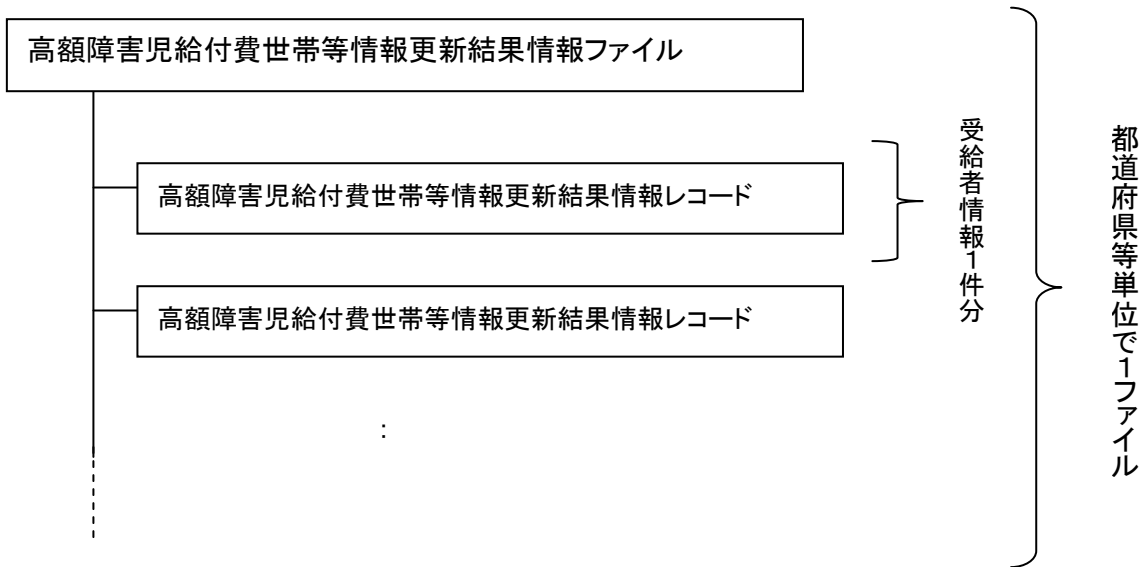 高額障害児給付費世帯等情報更新結果情報ファイル
高額障害児給付費世帯等情報更新結果情報レコード
高額障害児給付費世帯等情報更新結果情報レコード
:
受給者情報1件分
都道府県等単位で1ファイル